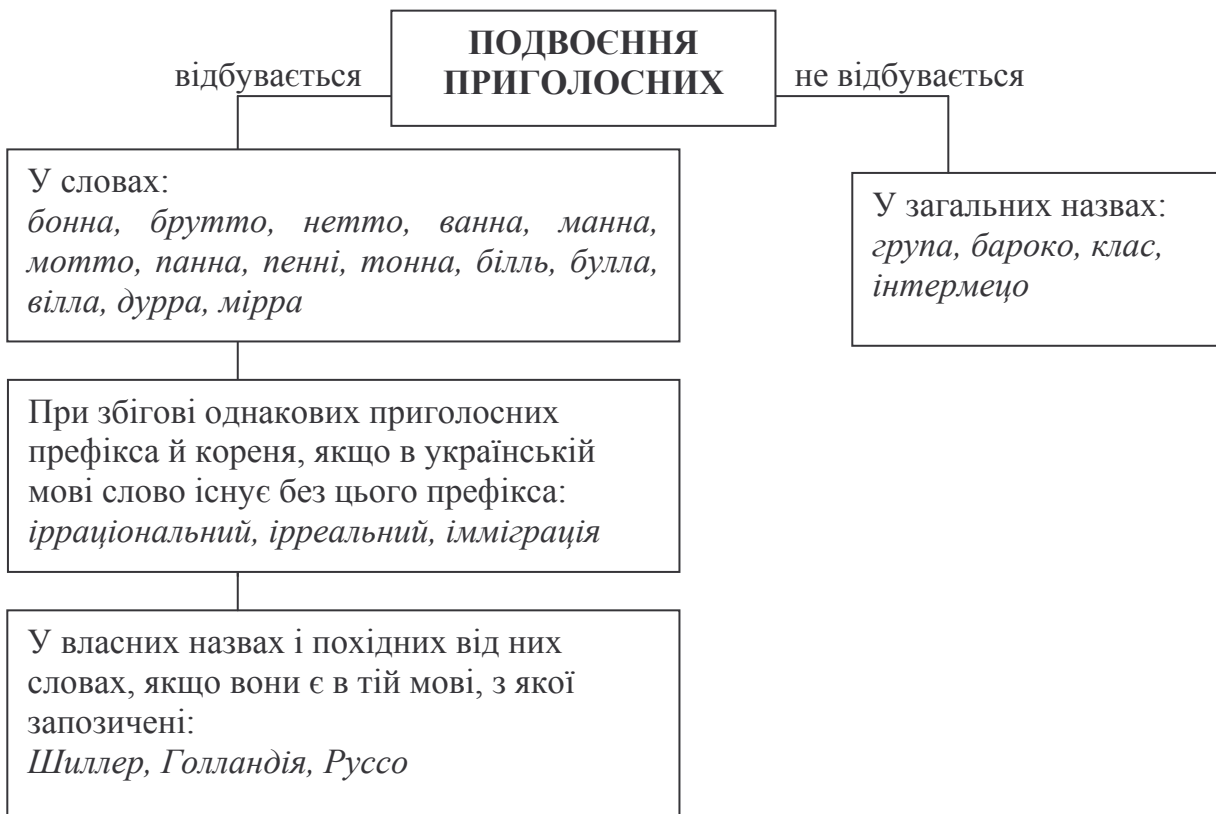 ПОДВОЄННЯ
ПРИГОЛОСНИХ
відбувається
не відбувається
У словах:
бонна, брутто, нетто, ванна, манна,
мотто, панна, пенні, тонна, білль, булла,
вілла, дурра, мірра
При збігові однакових приголосних
префікса й кореня, якщо в українській
мові слово існує без цього префікса:
ірраціональний, ірреальний, імміграція
У власних назвах і похідних від них
словах, якщо вони є в тій мові, з якої
запозичені:
Шиллер, Голландія, Руссо
У загальних назвах:
група, бароко, клас,
інтермецо